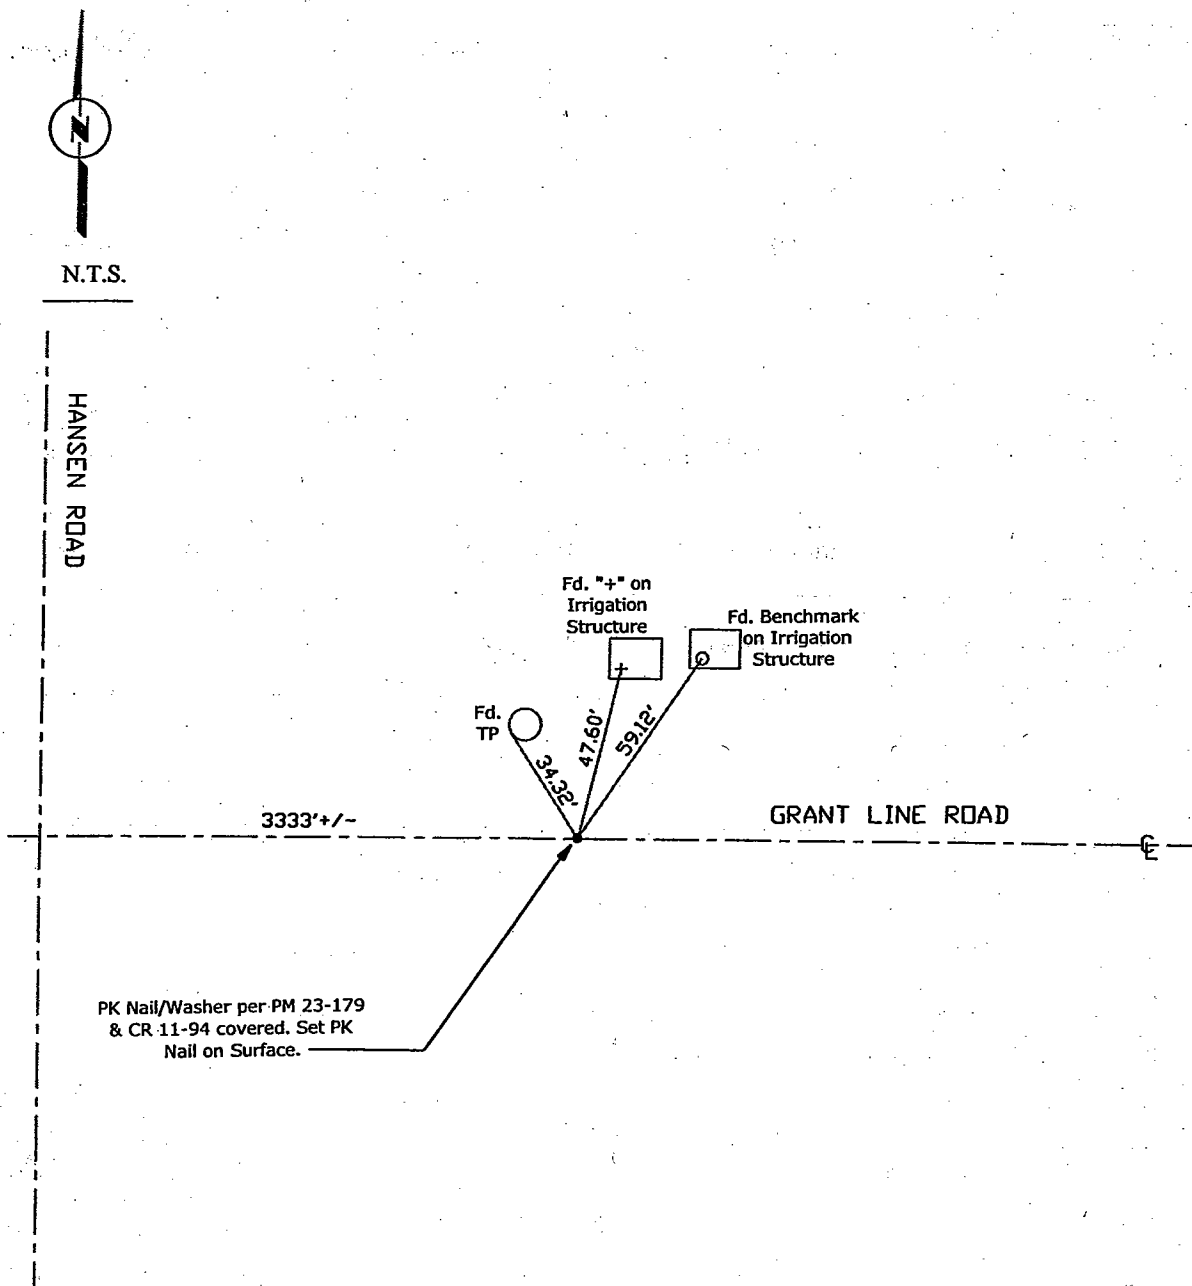 N
N.T.S.
HANSEN ROAD
Fd. "+" on
Irrigation
Structure
Fd. Benchmark
on Irrigation
Structure
Fd.
TP
34.32'
47.60'
59.12'
3333'+/-
GRANT LINE ROAD
CL
PK Nail/Washer per PM 23-179
& CR 11-94 covered. Set PK
Nail on Surface.